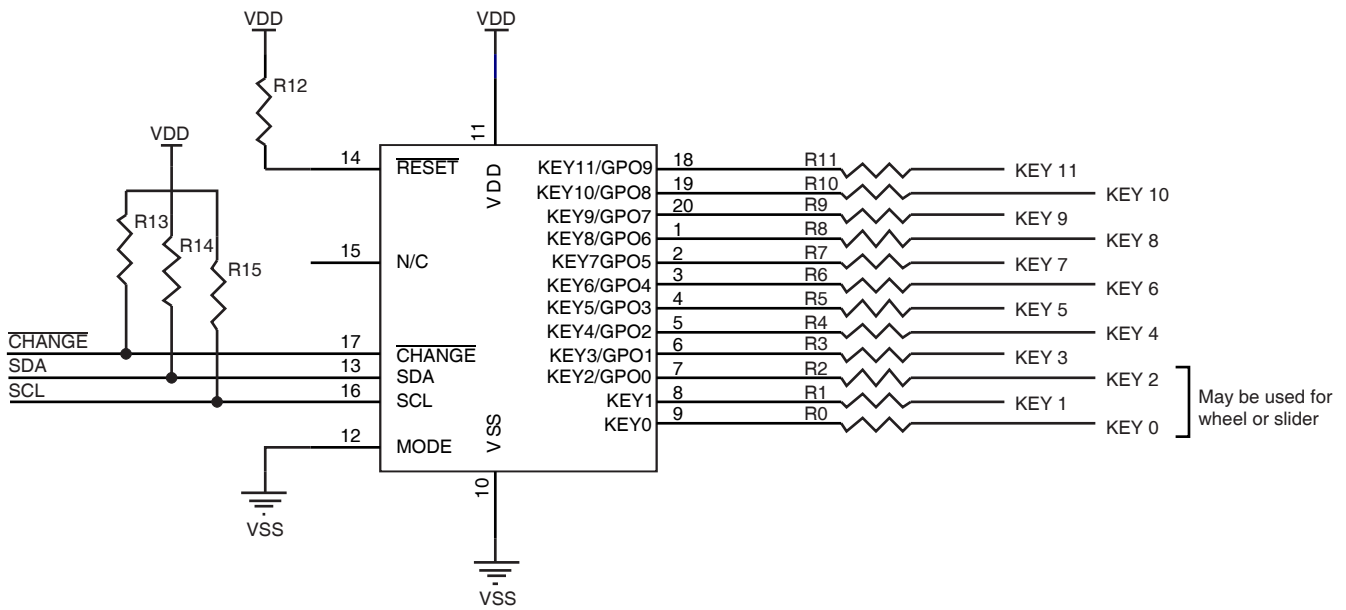 VDD
VDD
R12
VDD
11
14
RESET
VDD
KEY11/GPO9
18
R11
KEY 11
KEY10/GPO8
19
R10
KEY 10
KEY9/GPO7
20
R9
KEY 9
R13
KEY8/GPO6
1
R8
KEY 8
R14
15
N/C
KEY7GPO5
2
R7
KEY 7
R15
KEY6/GPO4
3
R6
KEY 6
KEY5/GPO3
4
R5
KEY 5
KEY4/GPO2
5
R4
KEY 4
CHANGE
17
CHANGE
KEY3/GPO1
6
R3
KEY 3
SDA
13
SDA
KEY2/GPO0
7
R2
KEY 2
SCL
16
SCL
KEY1
8
R1
KEY 1
May be used for
wheel or slider
VSS
KEY0
9
R0
KEY 0
12
MODE
10
VSS
VSS